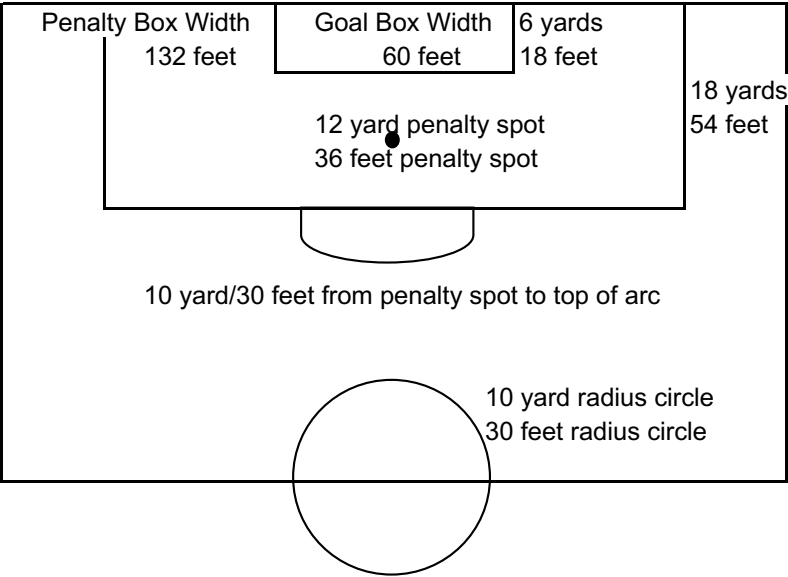 Penalty Box Width
132 feet
Goal Box Width
60 feet
6 yards
18 feet
18 yards
54 feet
12 yard penalty spot
36 feet penalty spot
10 yard/30 feet from penalty spot to top of arc
10 yard radius circle
30 feet radius circle